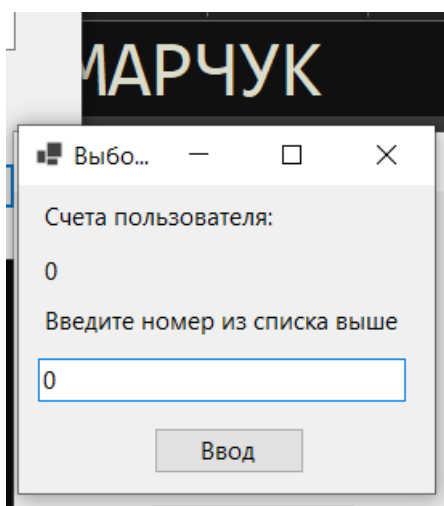 МАРЧУК
Выбо...
Счета пользователя:
0
Введите номер из списка выше
0
Ввод